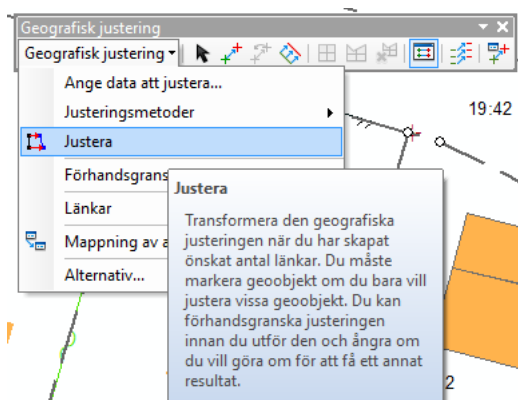 Geografisk justering
Geografisk justering
Ange data att justera...
Justeringsmetoder
19:42
Justera
Förhandsgrans
Länkar
Mappning av a
Alternativ...
Justera
Transformera den geografiska
justeringen när du har skapat
önskat antal länkar. Du måste
markera geoobjekt om du bara vill
justera vissa geoobjekt. Du kan
förhandsgranska justeringen
innan du utför den och ångra om
du vill göra om för att få ett annat
resultat.
2